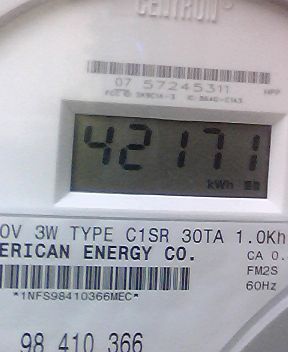 CENTRON®
07 57245311
42171
kWh
0V 3W TYPE C1SR 30TA 1.0Kh
ERICAN ENERGY CO. CA 0.
FM2S
*1NFS98410366MEC* 60Hz
98 410 366